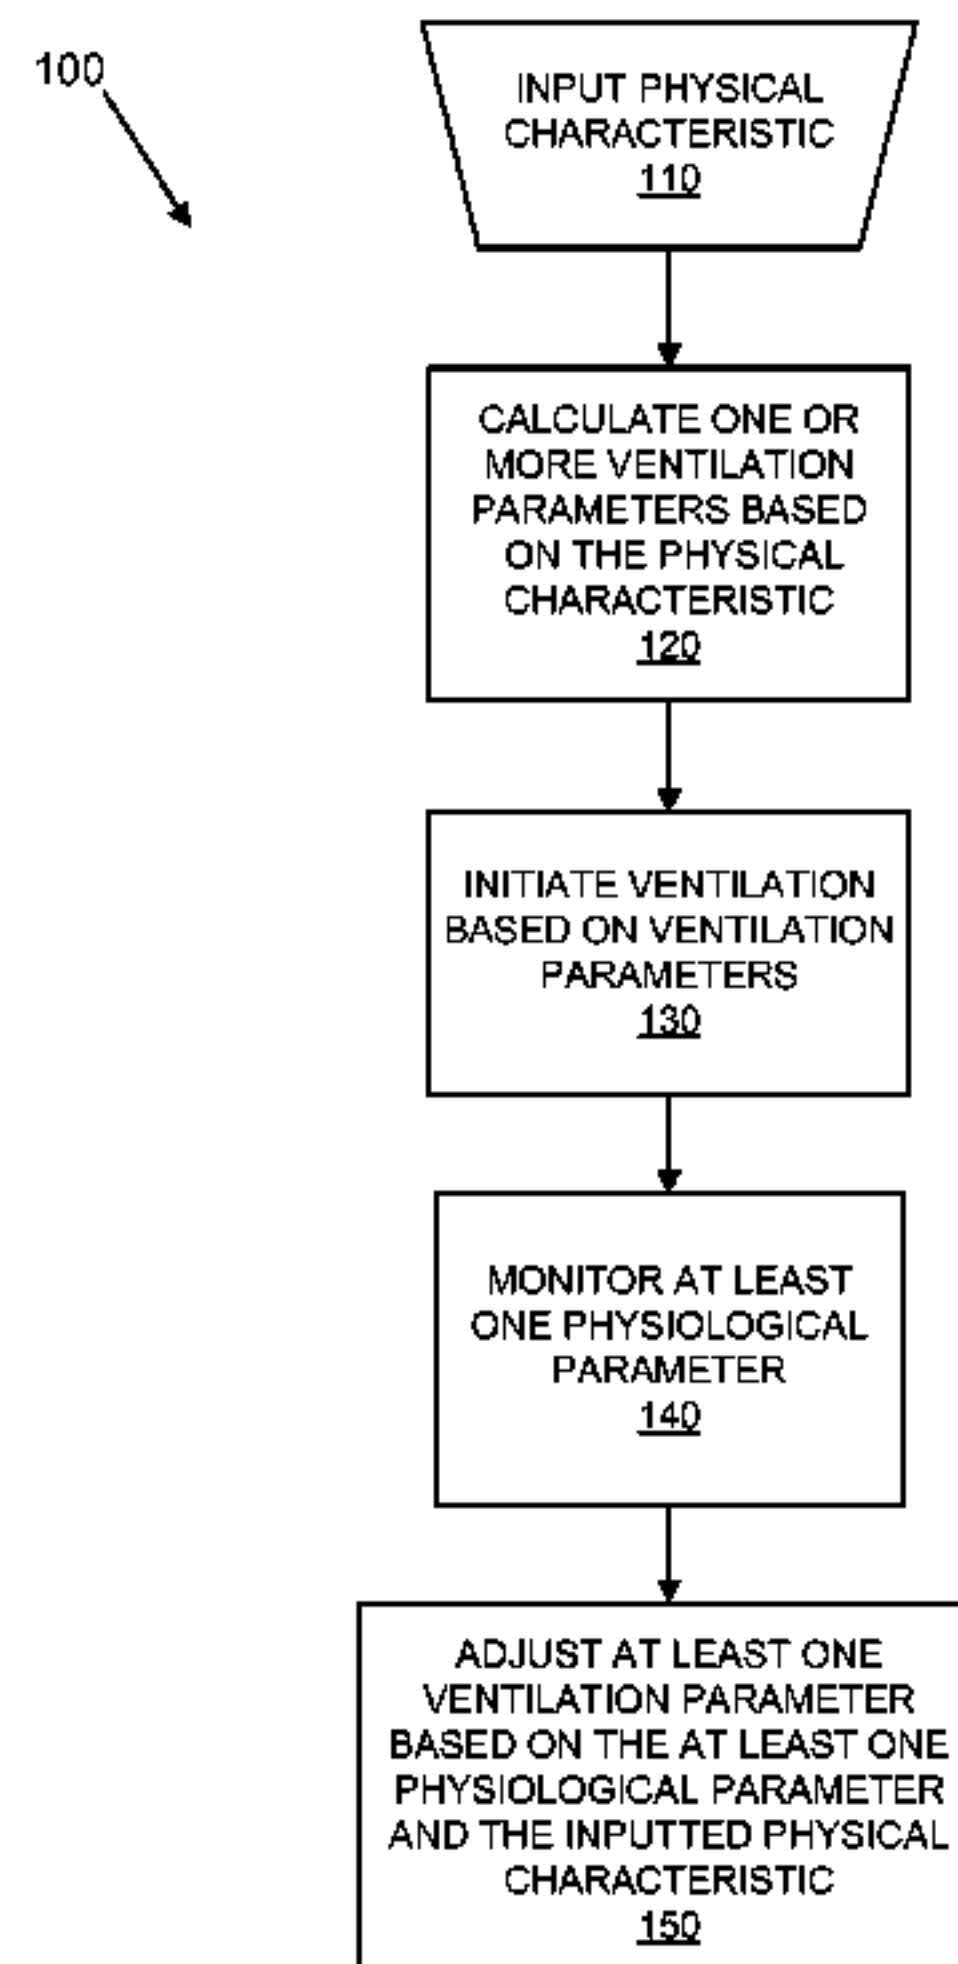 100
INPUT PHYSICAL
CHARACTERISTIC
110
CALCULATE ONE OR
MORE VENTILATION
PARAMETERS BASED
ON THE PHYSICAL
CHARACTERISTIC
120
INITIATE VENTILATION
BASED ON VENTILATION
PARAMETERS
130
MONITOR AT LEAST
ONE PHYSIOLOGICAL
PARAMETER
140
ADJUST AT LEAST ONE
VENTILATION PARAMETER
BASED ON THE AT LEAST ONE
PHYSIOLOGICAL PARAMETER
AND THE INPUTTED PHYSICAL
CHARACTERISTIC
150